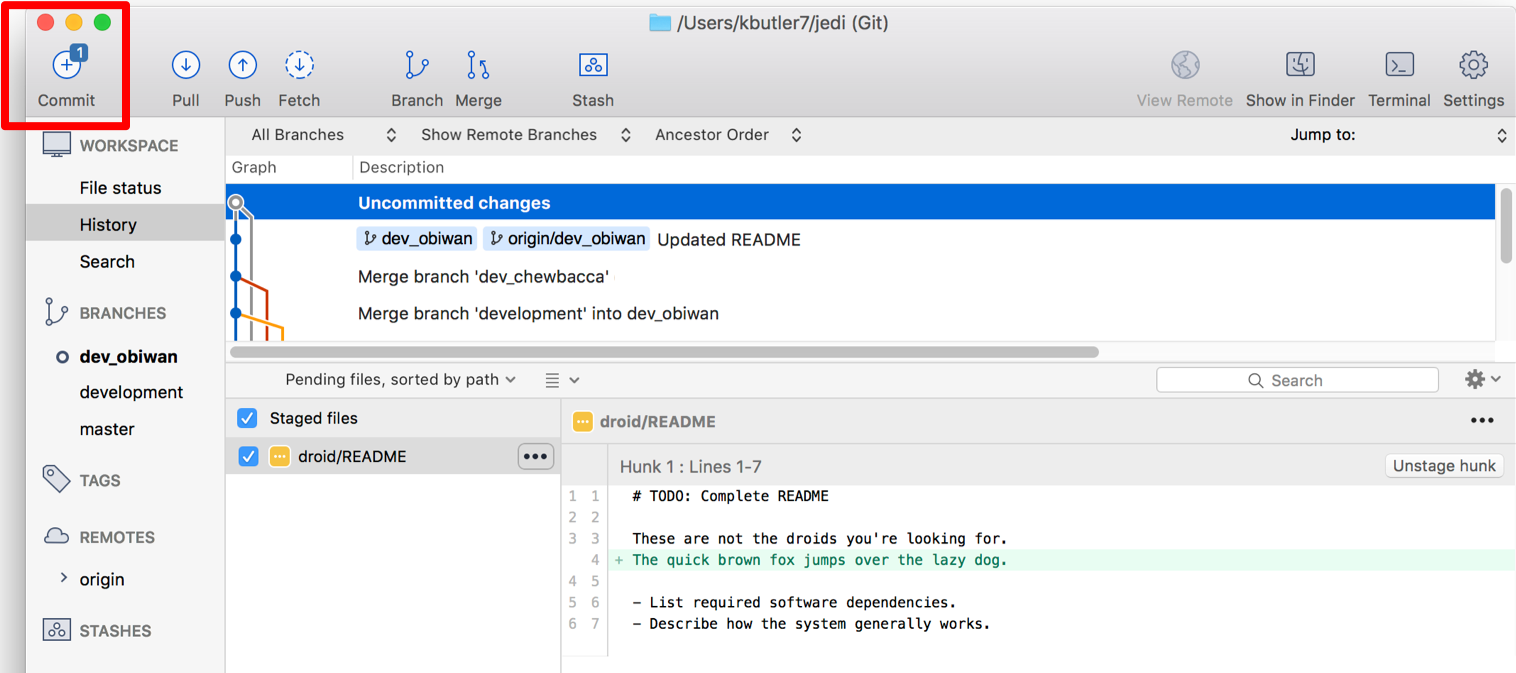 /Users/kbutler7/jedi (Git)
1
Commit Pull Push Fetch Branch Merge Stash View Remote Show in Finder Terminal Settings
All Branches Show Remote Branches Ancestor Order Jump to:
WORKSPACE
File status
History
Search
BRANCHES
dev_obiwan
development
master
TAGS
REMOTES
origin
STASHES
Graph Description
Uncommitted changes
dev_obiwan origin/dev_obiwan Updated README
Merge branch 'dev_chewbacca'
Merge branch 'development' into dev_obiwan
Pending files, sorted by path Search
Staged files
droid/README
droid/README
Hunk 1 : Lines 1-7 Unstage hunk
1 1 # TODO: Complete README
2 2
3 3 These are not the droids you're looking for.
4 + The quick brown fox jumps over the lazy dog.
4 5
5 6 - List required software dependencies.
6 7 - Describe how the system generally works.